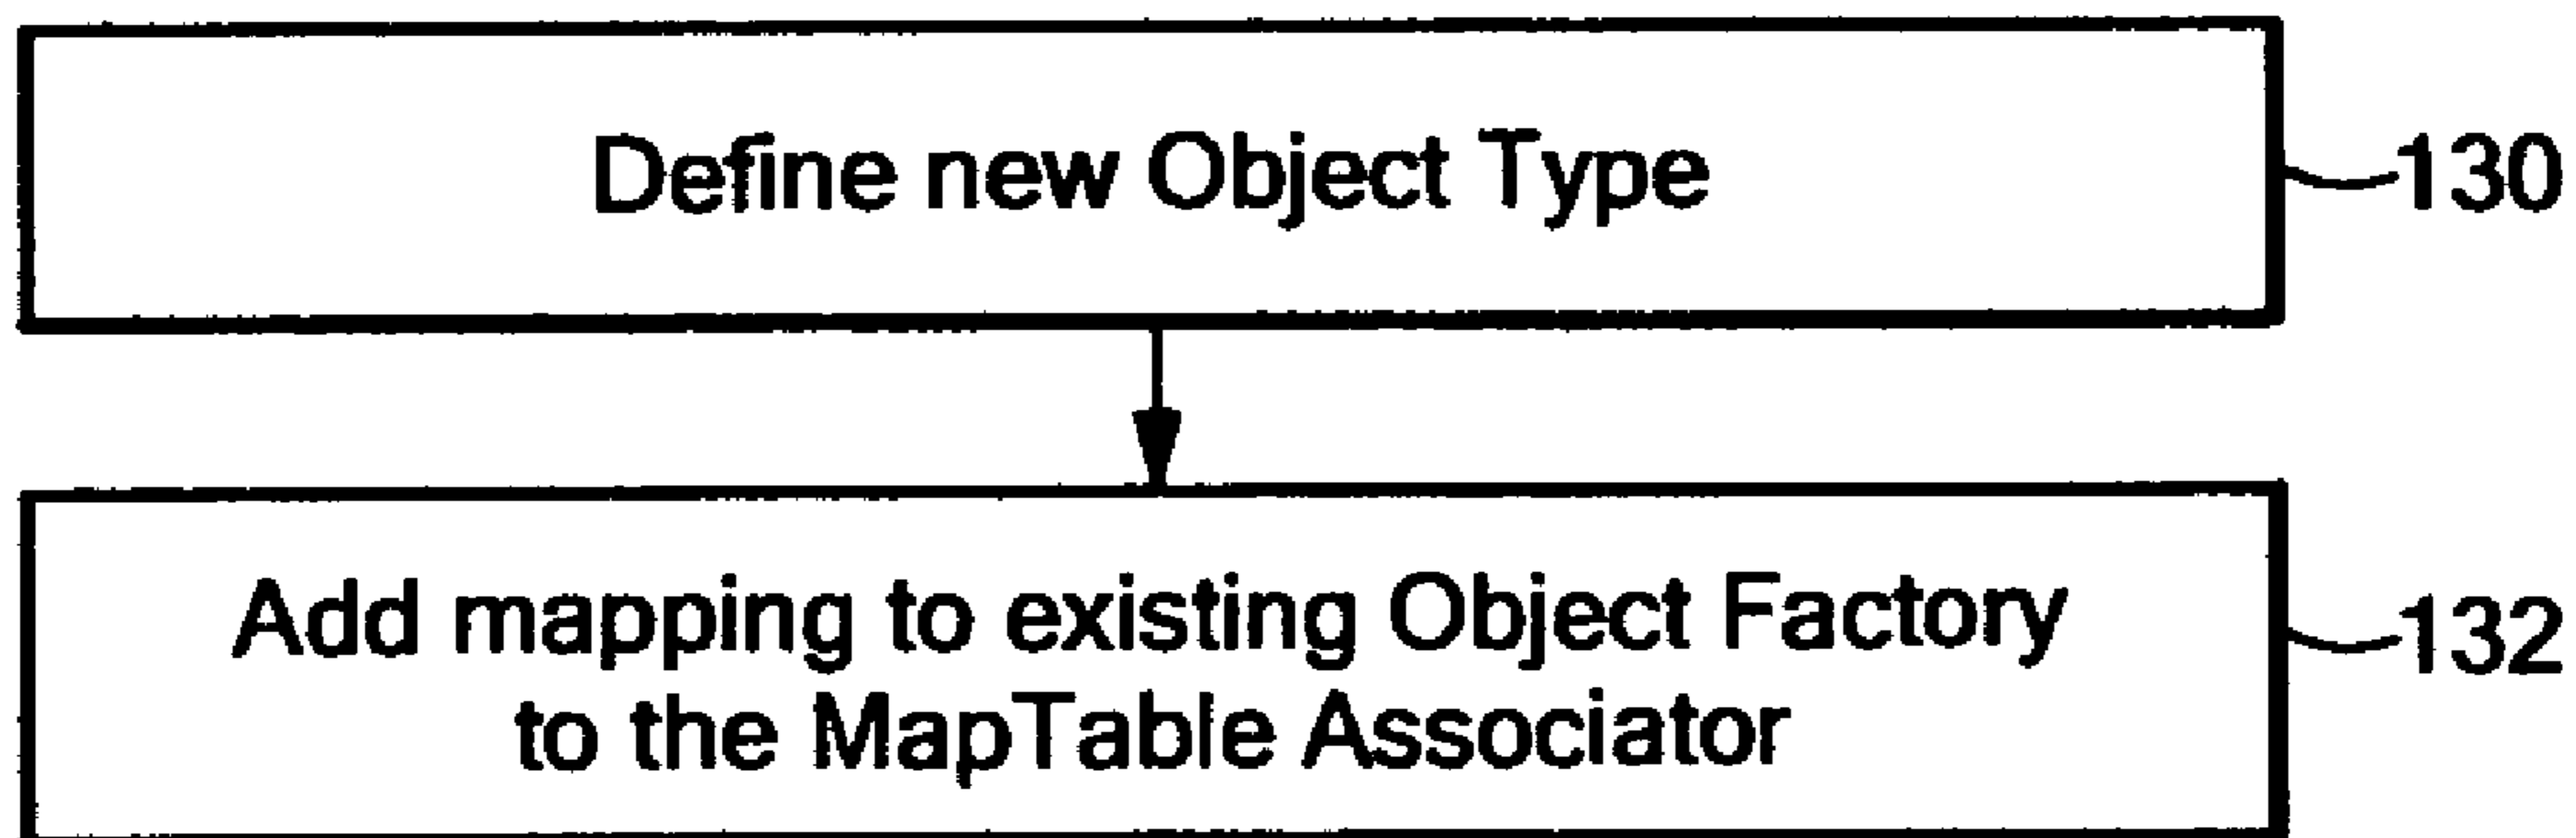 Define new Object Type
130
Add mapping to existing Object Factory
to the MapTable Associator
132